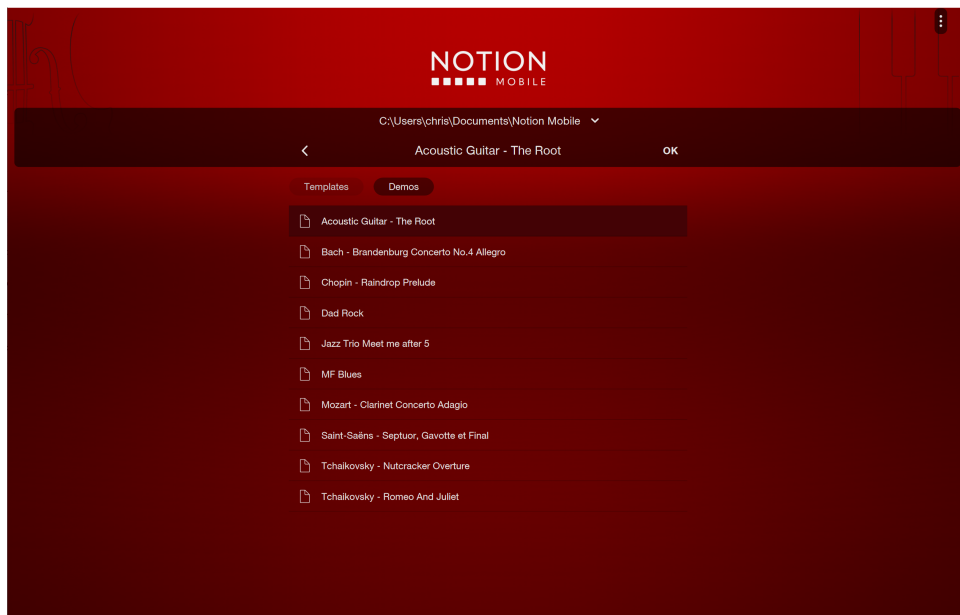 NOTION
MOBILE
C:\Users\chris\Documents\Notion Mobile
Acoustic Guitar - The Root OK
Templates Demos
Acoustic Guitar - The Root
Bach - Brandenburg Concerto No.4 Allegro
Chopin - Raindrop Prelude
Dad Rock
Jazz Trio Meet me after 5
MF Blues
Mozart - Clarinet Concerto Adagio
Saint-Saëns - Septuor, Gavotte et Final
Tchaikovsky - Nutcracker Overture
Tchaikovsky - Romeo And Juliet